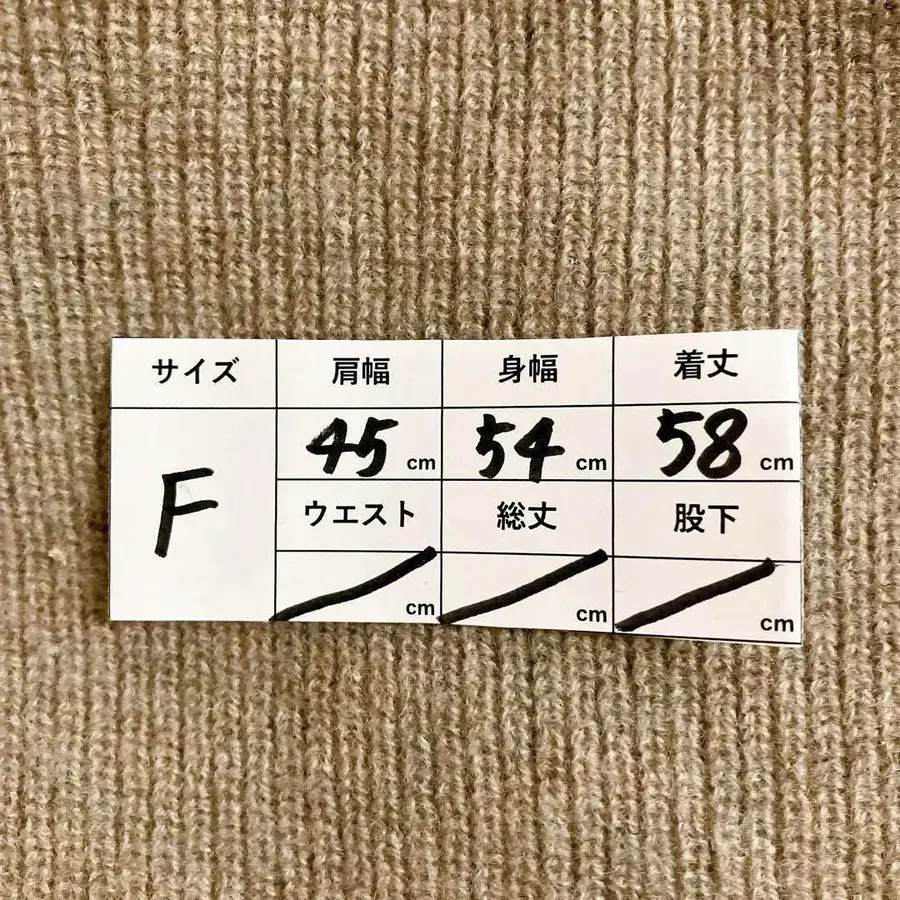 サイズ 肩幅 身幅 着丈
F 45 cm 54 cm 58 cm
ウエスト 総丈 股下
cm cm cm